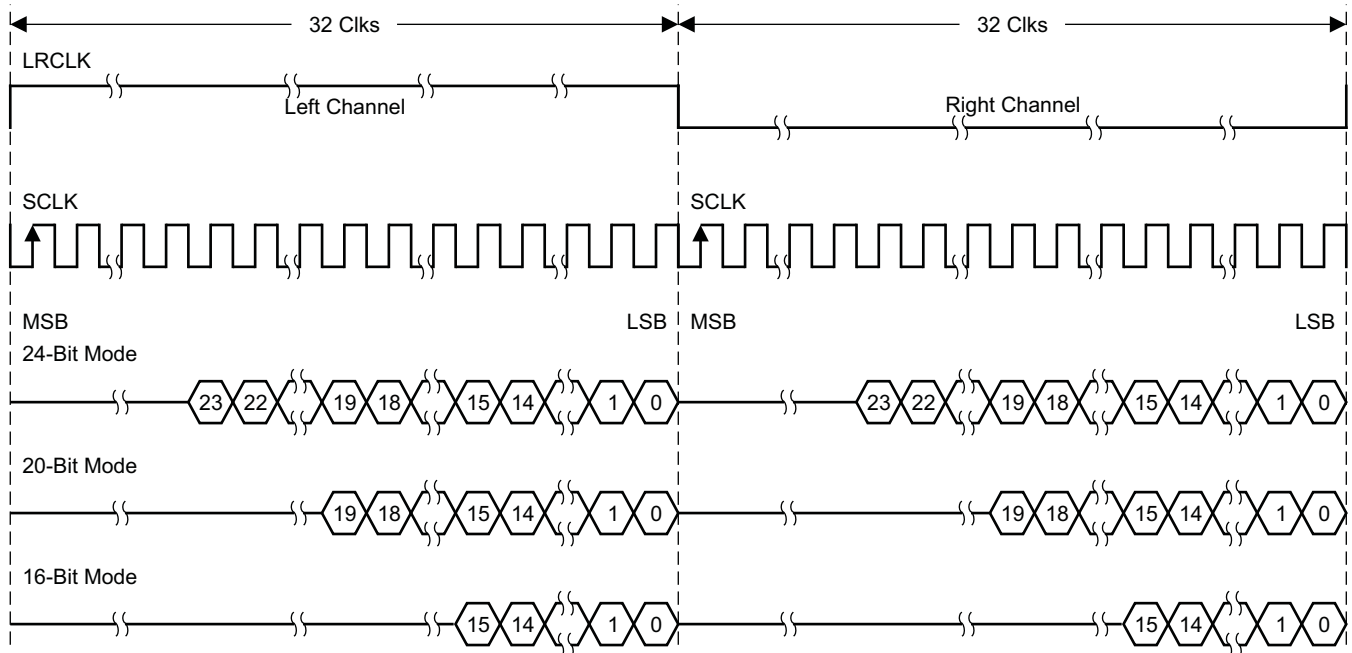 32 Clks 32 Clks
LRCLK
Left Channel Right Channel
SCLK SCLK
MSB LSB MSB LSB
24-Bit Mode
23 22 19 18 15 14 1 0 23 22 19 18 15 14 1 0
20-Bit Mode
19 18 15 14 1 0 19 18 15 14 1 0
16-Bit Mode
15 14 1 0 15 14 1 0